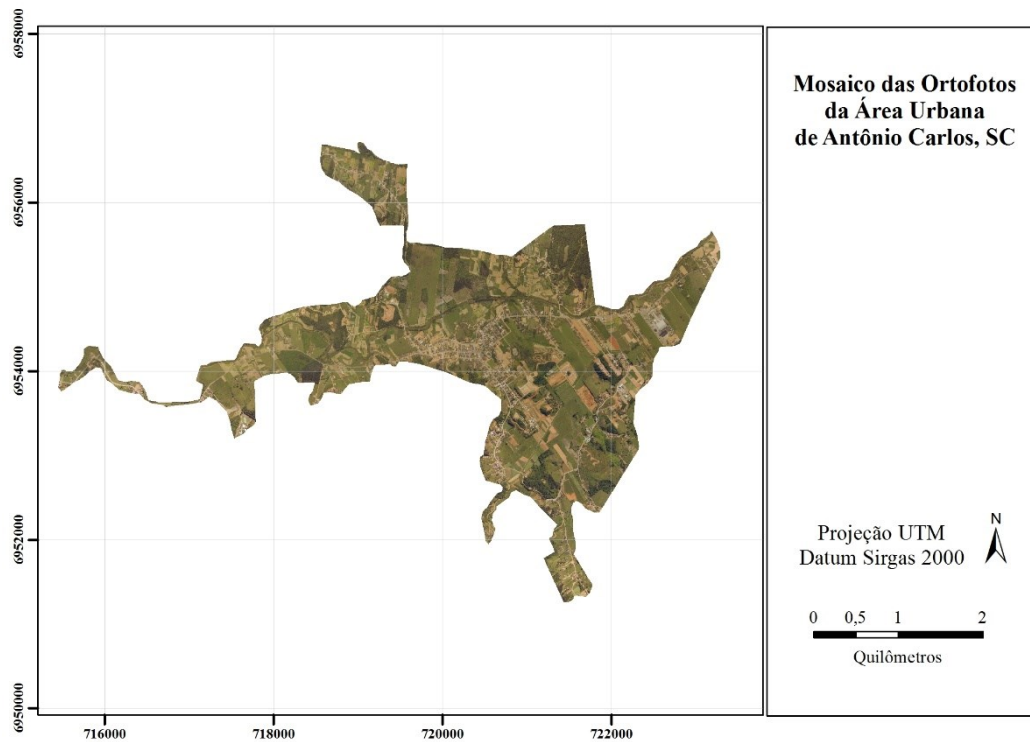 6958000
6956000
6954000
6952000
6950000
716000
718000
720000
722000
Mosaico das Ortofotos
da Área Urbana
de Antônio Carlos, SC
Projeção UTM
Datum Sirgas 2000
N
0 0,5 1 2
Quilômetros